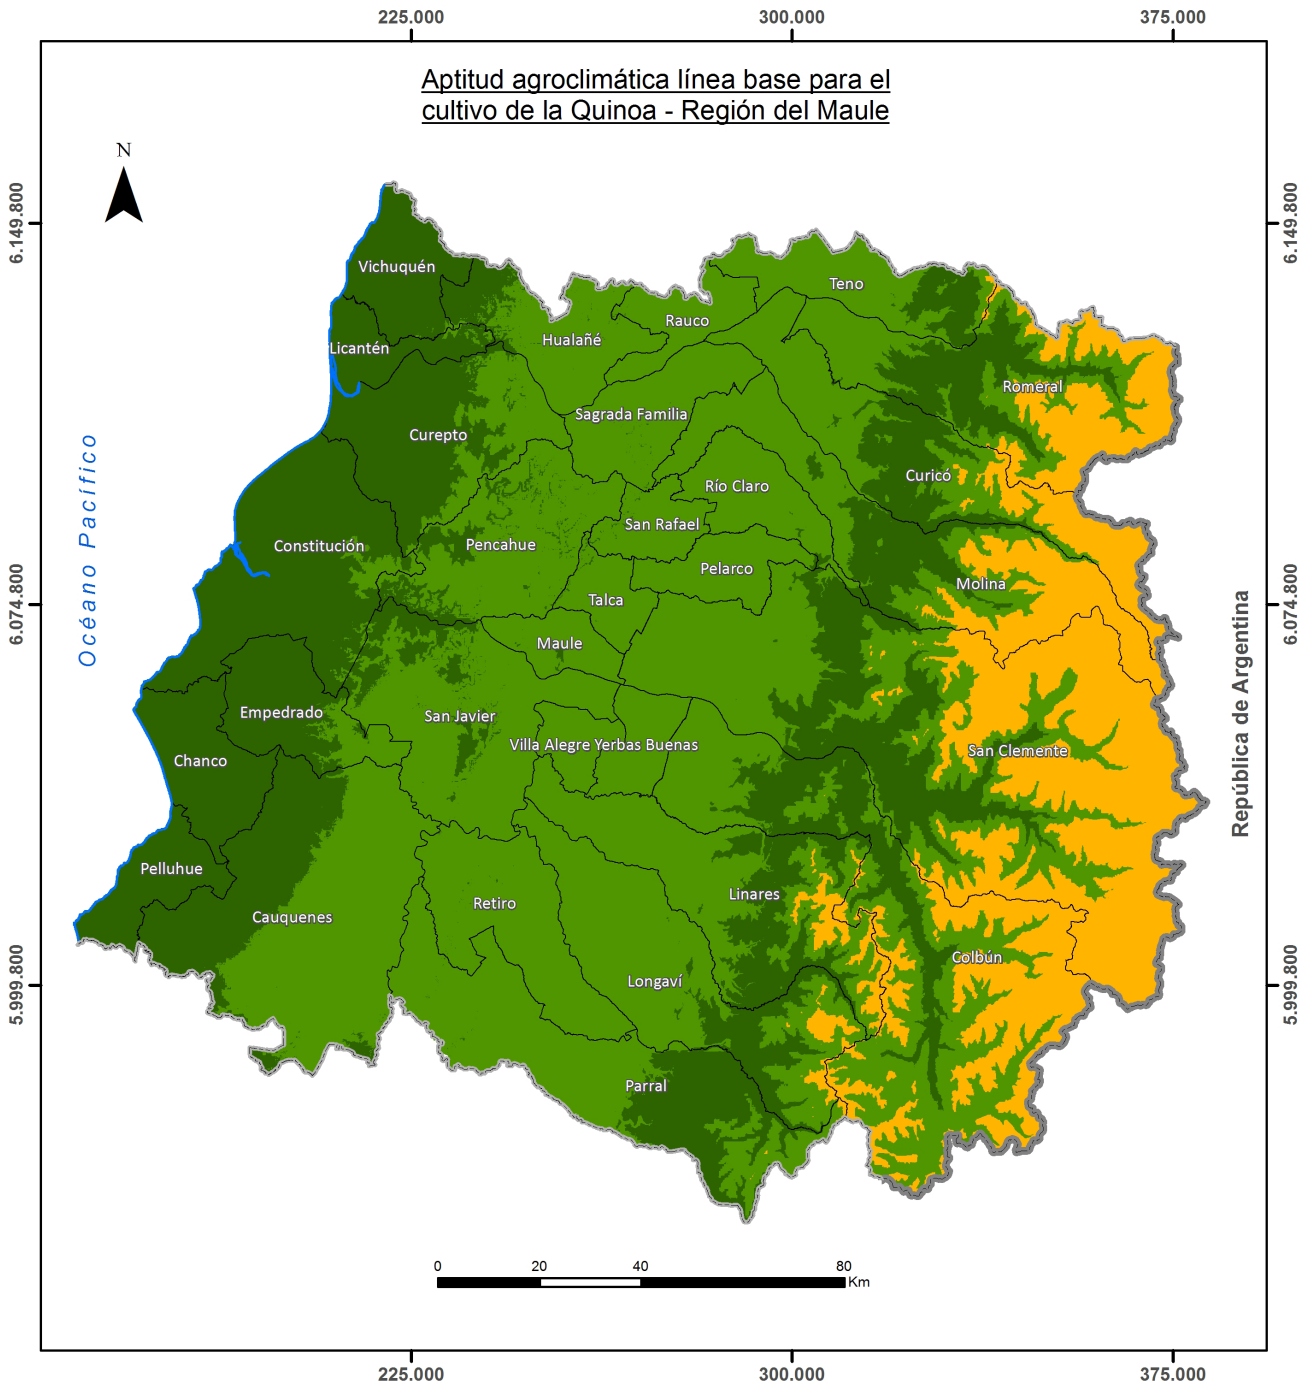 225.000
300.000
375.000
Aptitud agroclimática línea base para el
cultivo de la Quinoa - Región del Maule
N
6.149.800
6.149.800
Vichuquén
Teno
Rauco
Hualañé
Licantén
Romeral
Sagrada Familia
Curepto
Curicó
Río Claro
San Rafael
Constitución
Pencahue
Pelarco
Molina
Talca
Maule
6.074.800
6.074.800
Océano Pacífico
República de Argentina
Empedrado
San Javier
Villa Alegre
Yerbas Buenas
San Clemente
Chanco
Pelluhue
Linares
Retiro
Cauquenes
Colbún
Longaví
5.999.800
5.999.800
Parral
0
20
40
80
Km
225.000
300.000
375.000